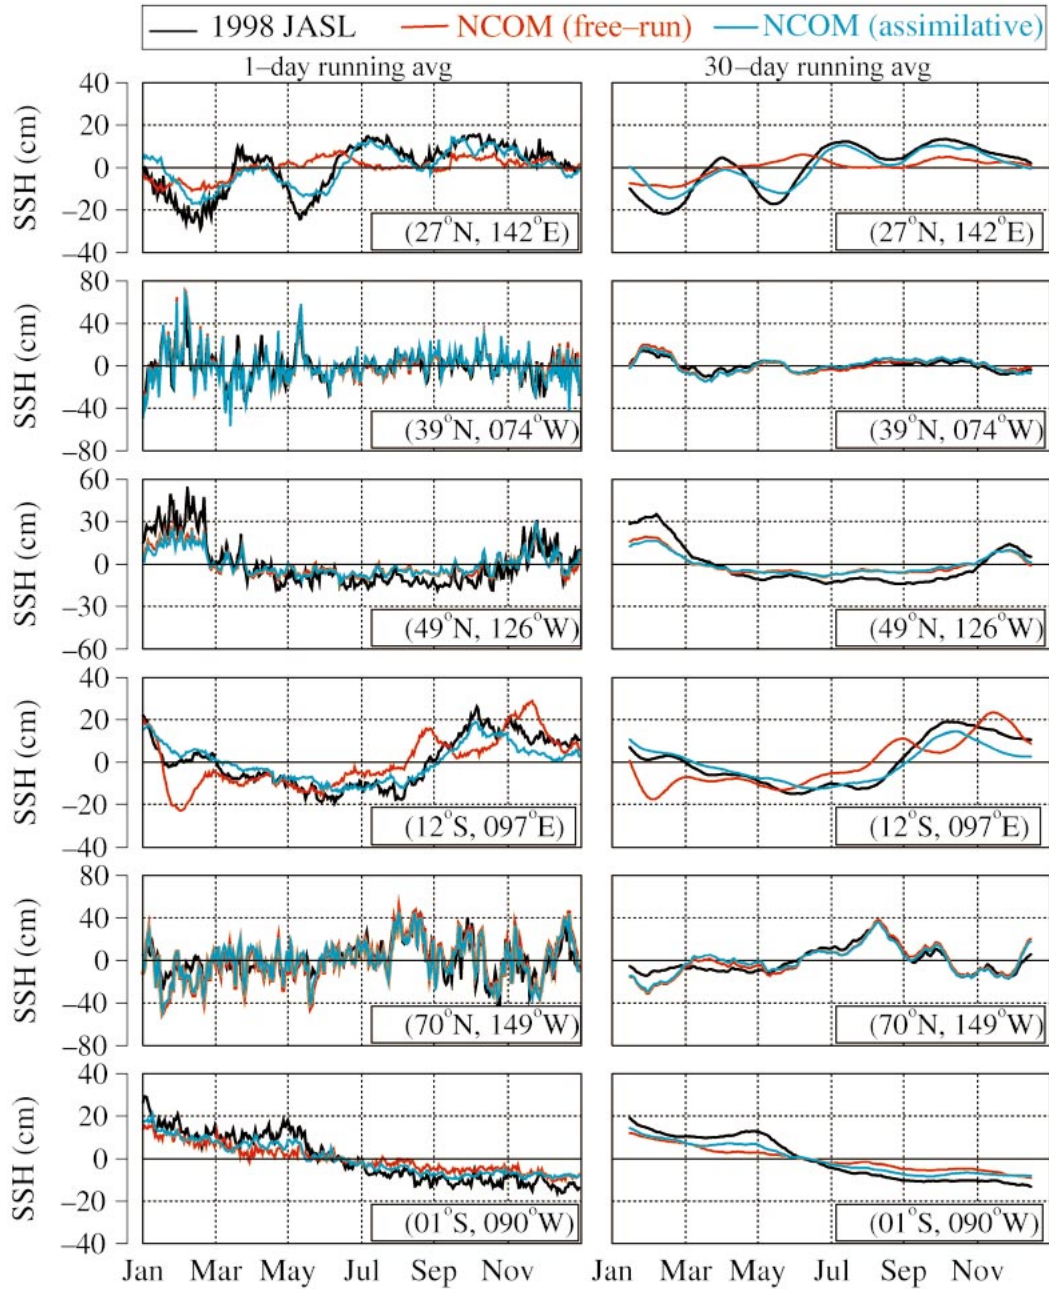 1998 JASL NCOM (free–run) NCOM (assimilative)
1–day running avg 30–day running avg
SSH (cm)
40
20
0
–20
–40
(27°N, 142°E) (27°N, 142°E)
SSH (cm)
80
40
0
–40
–80
(39°N, 074°W) (39°N, 074°W)
SSH (cm)
60
30
0
–30
–60
(49°N, 126°W) (49°N, 126°W)
SSH (cm)
40
20
0
–20
–40
(12°S, 097°E) (12°S, 097°E)
SSH (cm)
80
40
0
–40
–80
(70°N, 149°W) (70°N, 149°W)
SSH (cm)
40
20
0
–20
–40
(01°S, 090°W) (01°S, 090°W)
Jan Mar May Jul Sep Nov Jan Mar May Jul Sep Nov